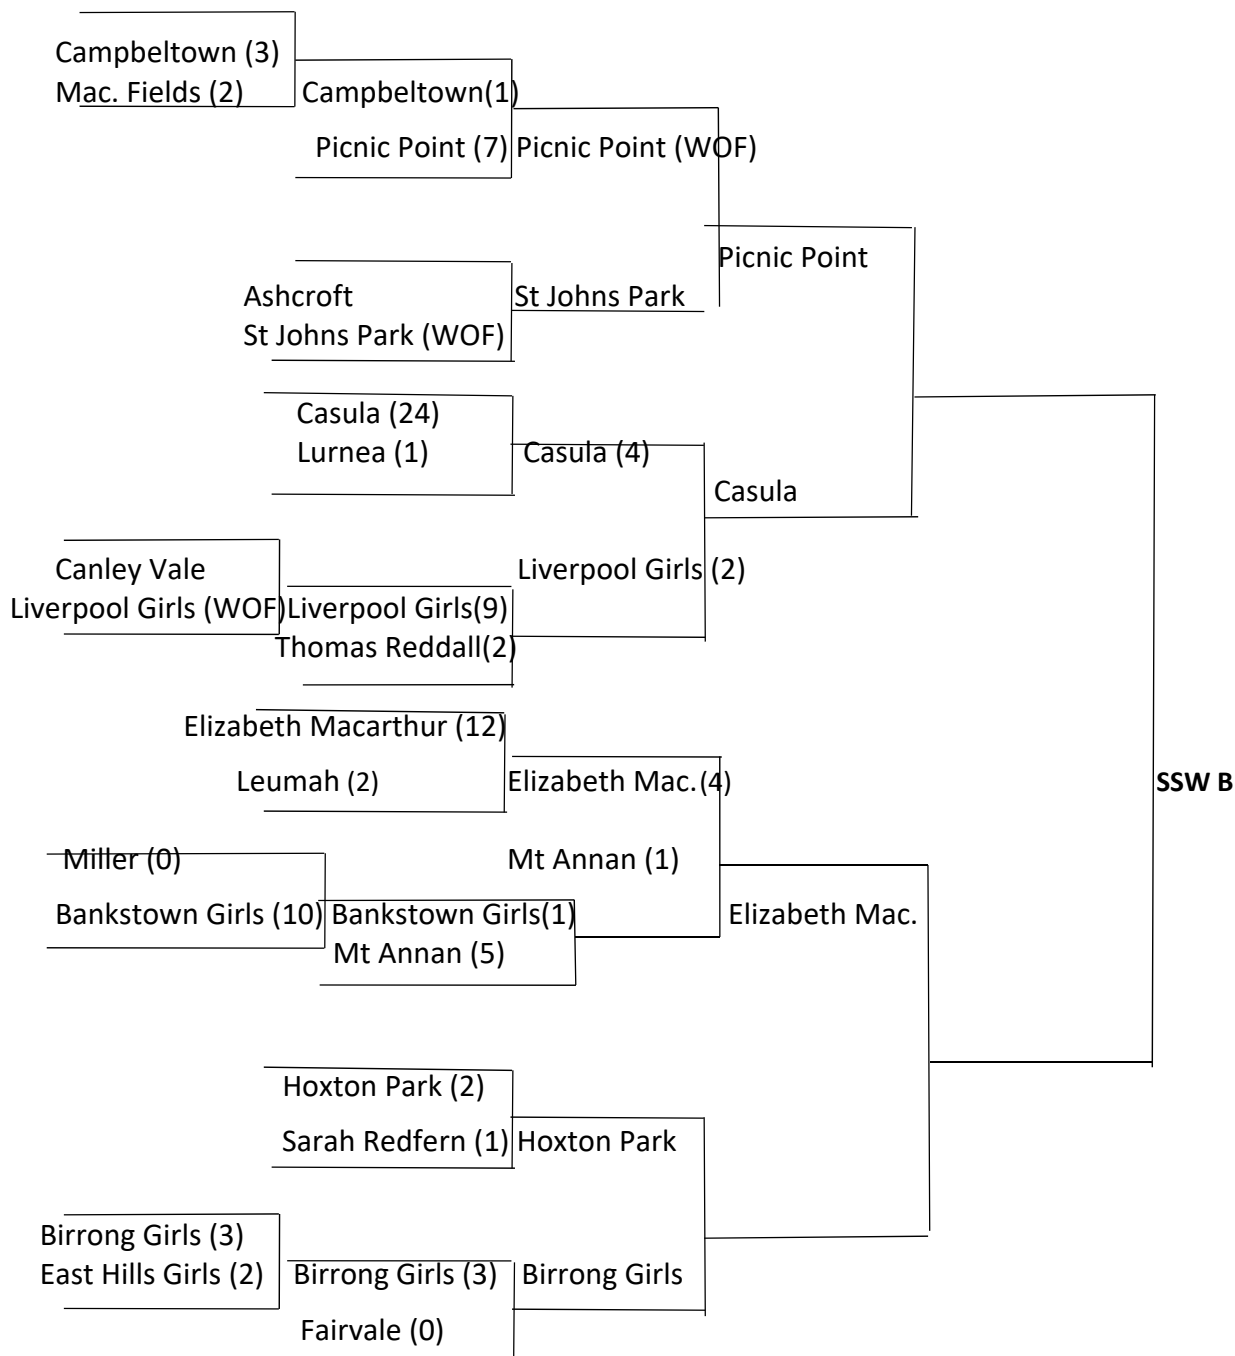 Campbeltown (3)
Mac. Fields (2) Campbeltown(1)
Picnic Point (7) Picnic Point (WOF)
Picnic Point
Ashcroft St Johns Park
St Johns Park (WOF)
Casula (24)
Lurnea (1) Casula (4)
Casula
Canley Vale Liverpool Girls (2)
Liverpool Girls (WOF) Liverpool Girls(9)
Thomas Reddall(2)
Elizabeth Macarthur (12)
Leumah (2) Elizabeth Mac.(4) SSW B
Miller (0) Mt Annan (1)
Bankstown Girls (10) Bankstown Girls(1) Elizabeth Mac.
Mt Annan (5)
Hoxton Park (2)
Sarah Redfern (1) Hoxton Park
Birrong Girls (3)
East Hills Girls (2) Birrong Girls (3) Birrong Girls
Fairvale (0)